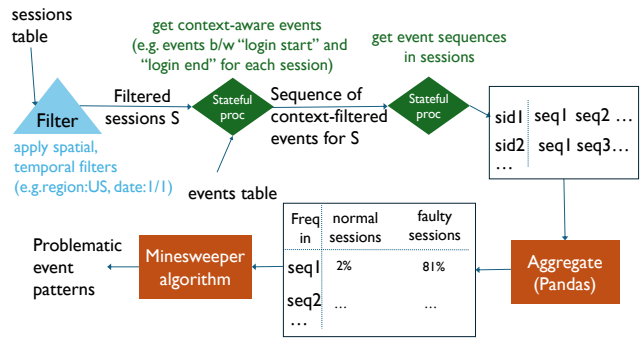 sessions
table
get context-aware events
(e.g. events b/w “login start” and
“login end” for each session)
get event sequences
in sessions
Filter
Filtered
sessions S
Stateful
proc
Sequence of
context-filtered
events for S
Stateful
proc
sid1 seq1 seq2 ...
sid2 seq1 seq3...
...
apply spatial,
temporal filters
(e.g.region:US, date:1/1)
events table
Problematic
event
patterns
Minesweeper
algorithm
Freq
in
normal
sessions
faulty
sessions
seq1 2% 81%
seq2 ... ...
...
Aggregate
(Pandas)